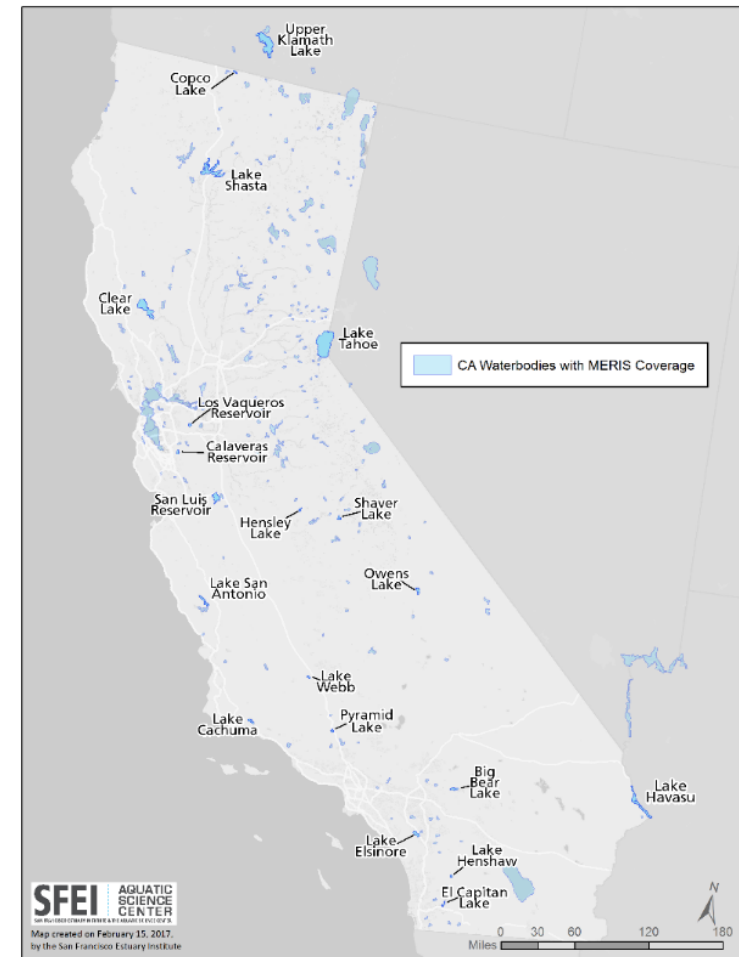 Upper
Klamath
Lake
Copco
Lake
Lake
Shasta
Clear
Lake
Lake
Tahoe
CA Waterbodies with MERIS Coverage
Los Vaqueros
Reservoir
Calaveras
Reservoir
San Luis
Reservoir
Hensley
Lake
Shaver
Lake
Owens
Lake
Lake San
Antonio
Lake
Webb
Lake
Cachuma
Pyramid
Lake
Big
Bear
Lake
Lake
Havasu
Lake
Elsinore
Lake
Henshaw
El Capitan
Lake
SFEI
AQUATIC
SCIENCE
CENTER
Map created on February 15, 2017,
by the San Francisco Estuary Institute
N
Miles 0 30 60 120 180